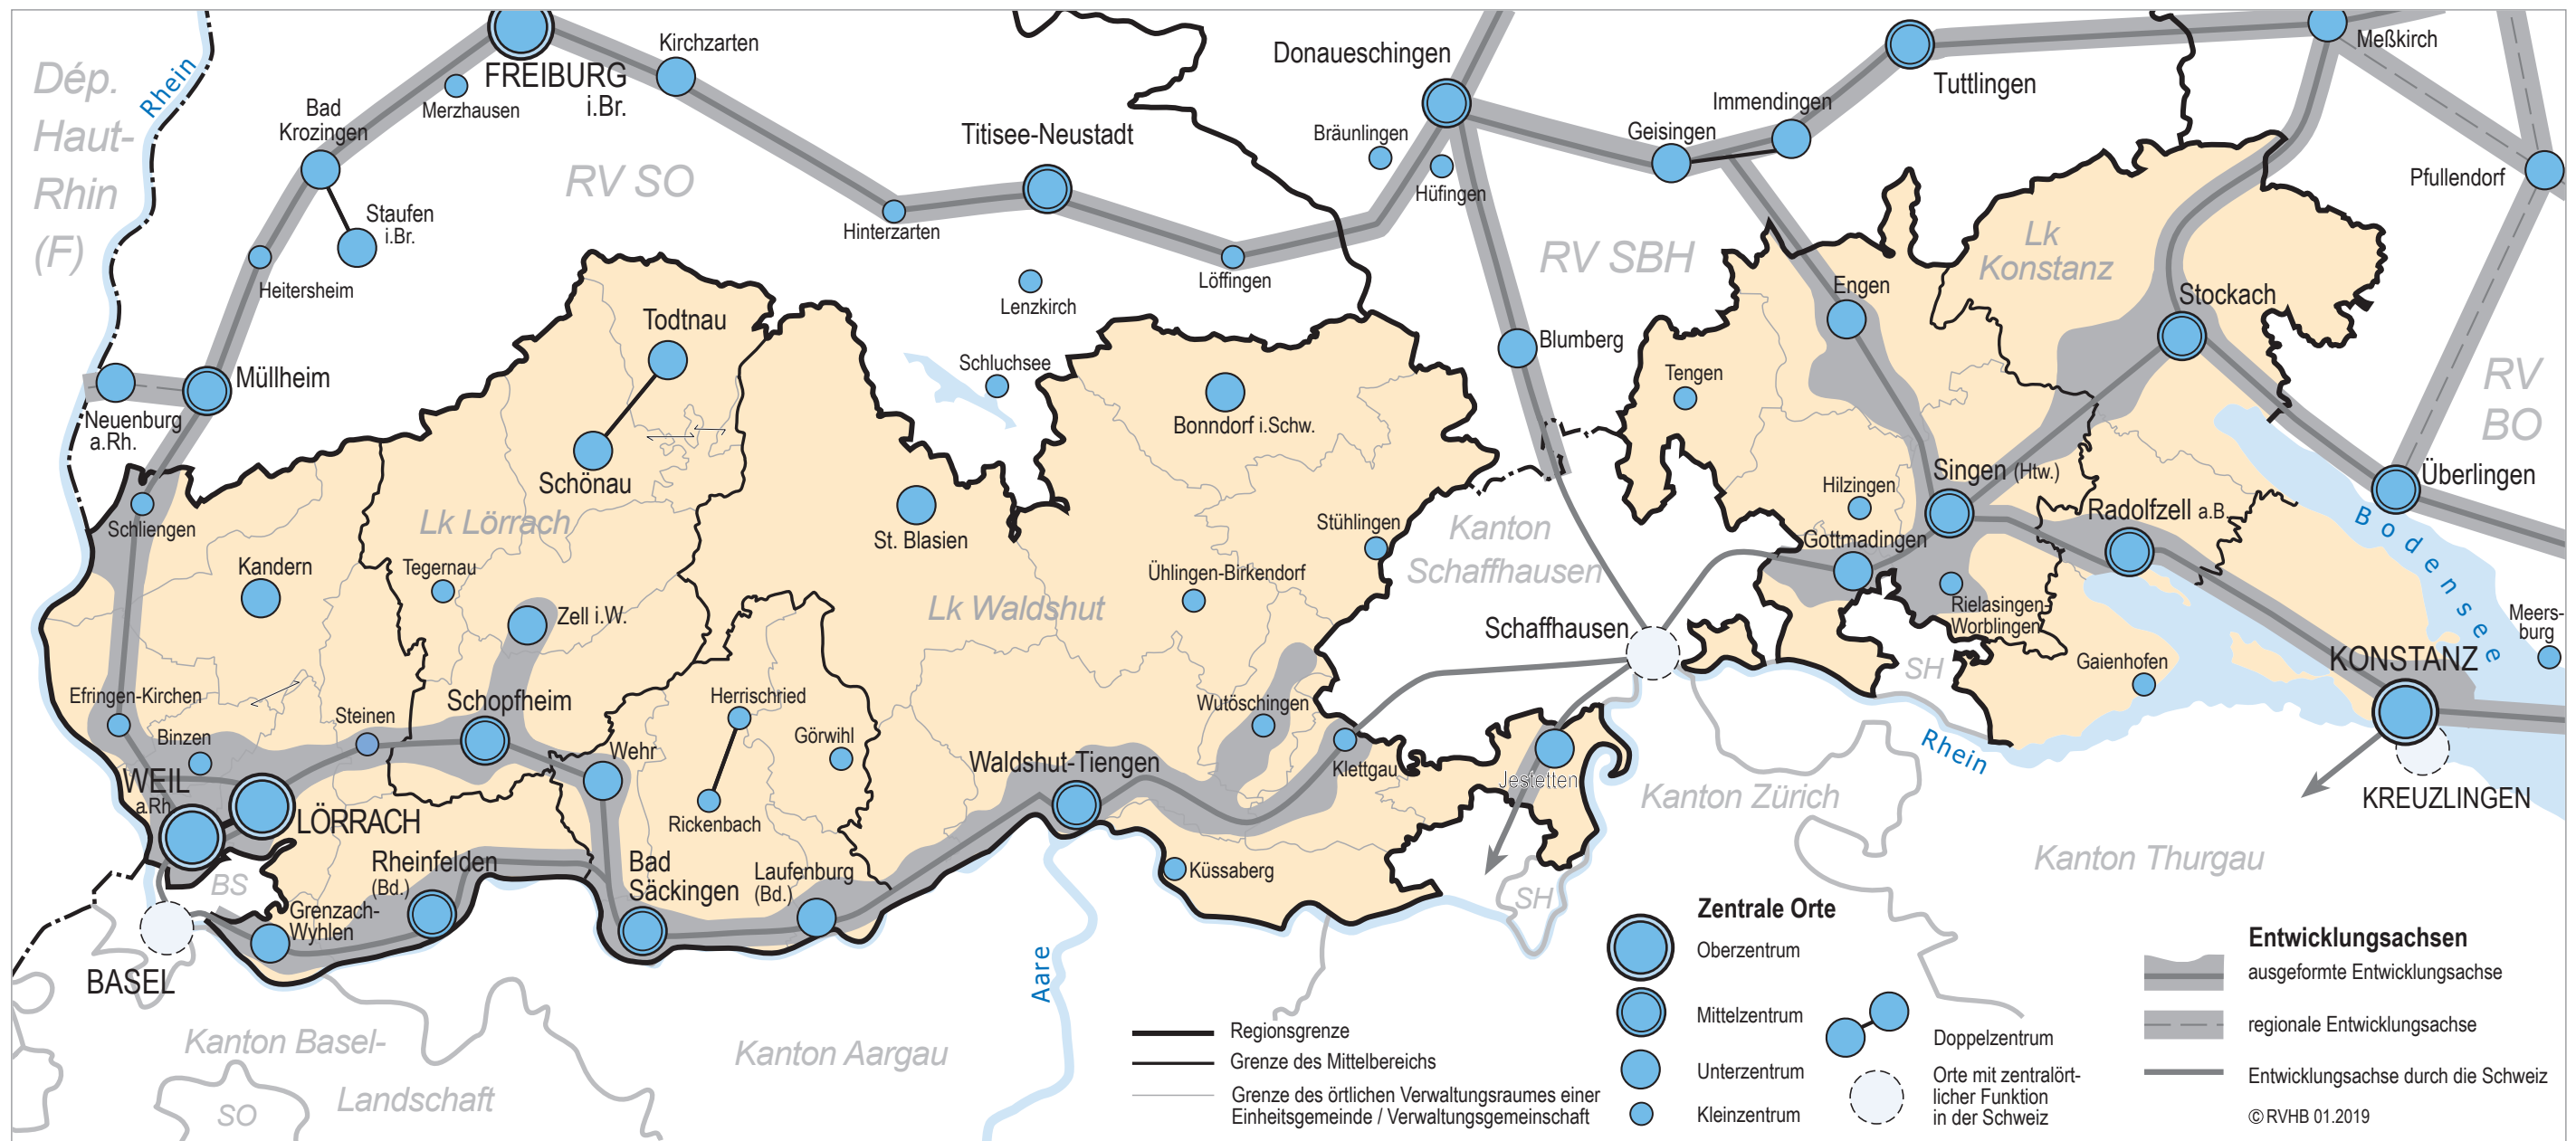 Dép.
Haut-
Rhin
(F)
Rhein
FREIBURG
i.Br.
Merzhausen
Kirchzarten
Bad
Krozingen
Staufen
i.Br.
Heitersheim
RV SO
Titisee-Neustadt
Hinterzarten
Lenzkirch
Löffingen
Schluchsee
Donaueschingen
Bräunlingen
Hüfingen
Geisingen
Immendingen
Tuttlingen
Meßkirch
Pfullendorf
RV SBH
Blumberg
Lk
Konstanz
Engen
Stockach
Tengen
RV
BO
Überlingen
Müllheim
Neuenburg
a.Rh.
Todtnau
Schönau
Schliengen
Lk Lörrach
Kandern
Tegernau
Zell i.W.
St. Blasien
Bonndorf i.Schw.
Stühlingen
Ühlingen-Birkendorf
Lk Waldshut
Kanton
Schaffhausen
Schaffhausen
Singen (Htw.)
Hilzingen
Gottmadingen
Radolfzell a.B.
Rielasingen-
Worblingen
Gaienhofen
Bodensee
Meers-
burg
KONSTANZ
KREUZLINGEN
SH
Rhein
Efringen-Kirchen
Binzen
Steinen
Schopfheim
Wehr
Herrischried
Görwihl
Rickenbach
WEIL
a.Rh.
LÖRRACH
Rheinfelden
(Bd.)
Bad
Säckingen
Laufenburg
(Bd.)
Waldshut-Tiengen
Wutöschingen
Klettgau
Jestetten
Küssaberg
BS
Grenzach-
Wyhlen
BASEL
Kanton Zürich
Kanton Thurgau
SH
Aare
Kanton Basel-
Landschaft
SO
Kanton Aargau
Regionsgrenze
Grenze des Mittelbereichs
Grenze des örtlichen Verwaltungsraumes einer
Einheitsgemeinde / Verwaltungsgemeinschaft
Zentrale Orte
Oberzentrum
Mittelzentrum
Unterzentrum
Kleinzentrum
Doppelzentrum
Orte mit zentralört-
licher Funktion
in der Schweiz
Entwicklungsachsen
ausgeformte Entwicklungsachse
regionale Entwicklungsachse
Entwicklungsachse durch die Schweiz
© RVHB 01.2019